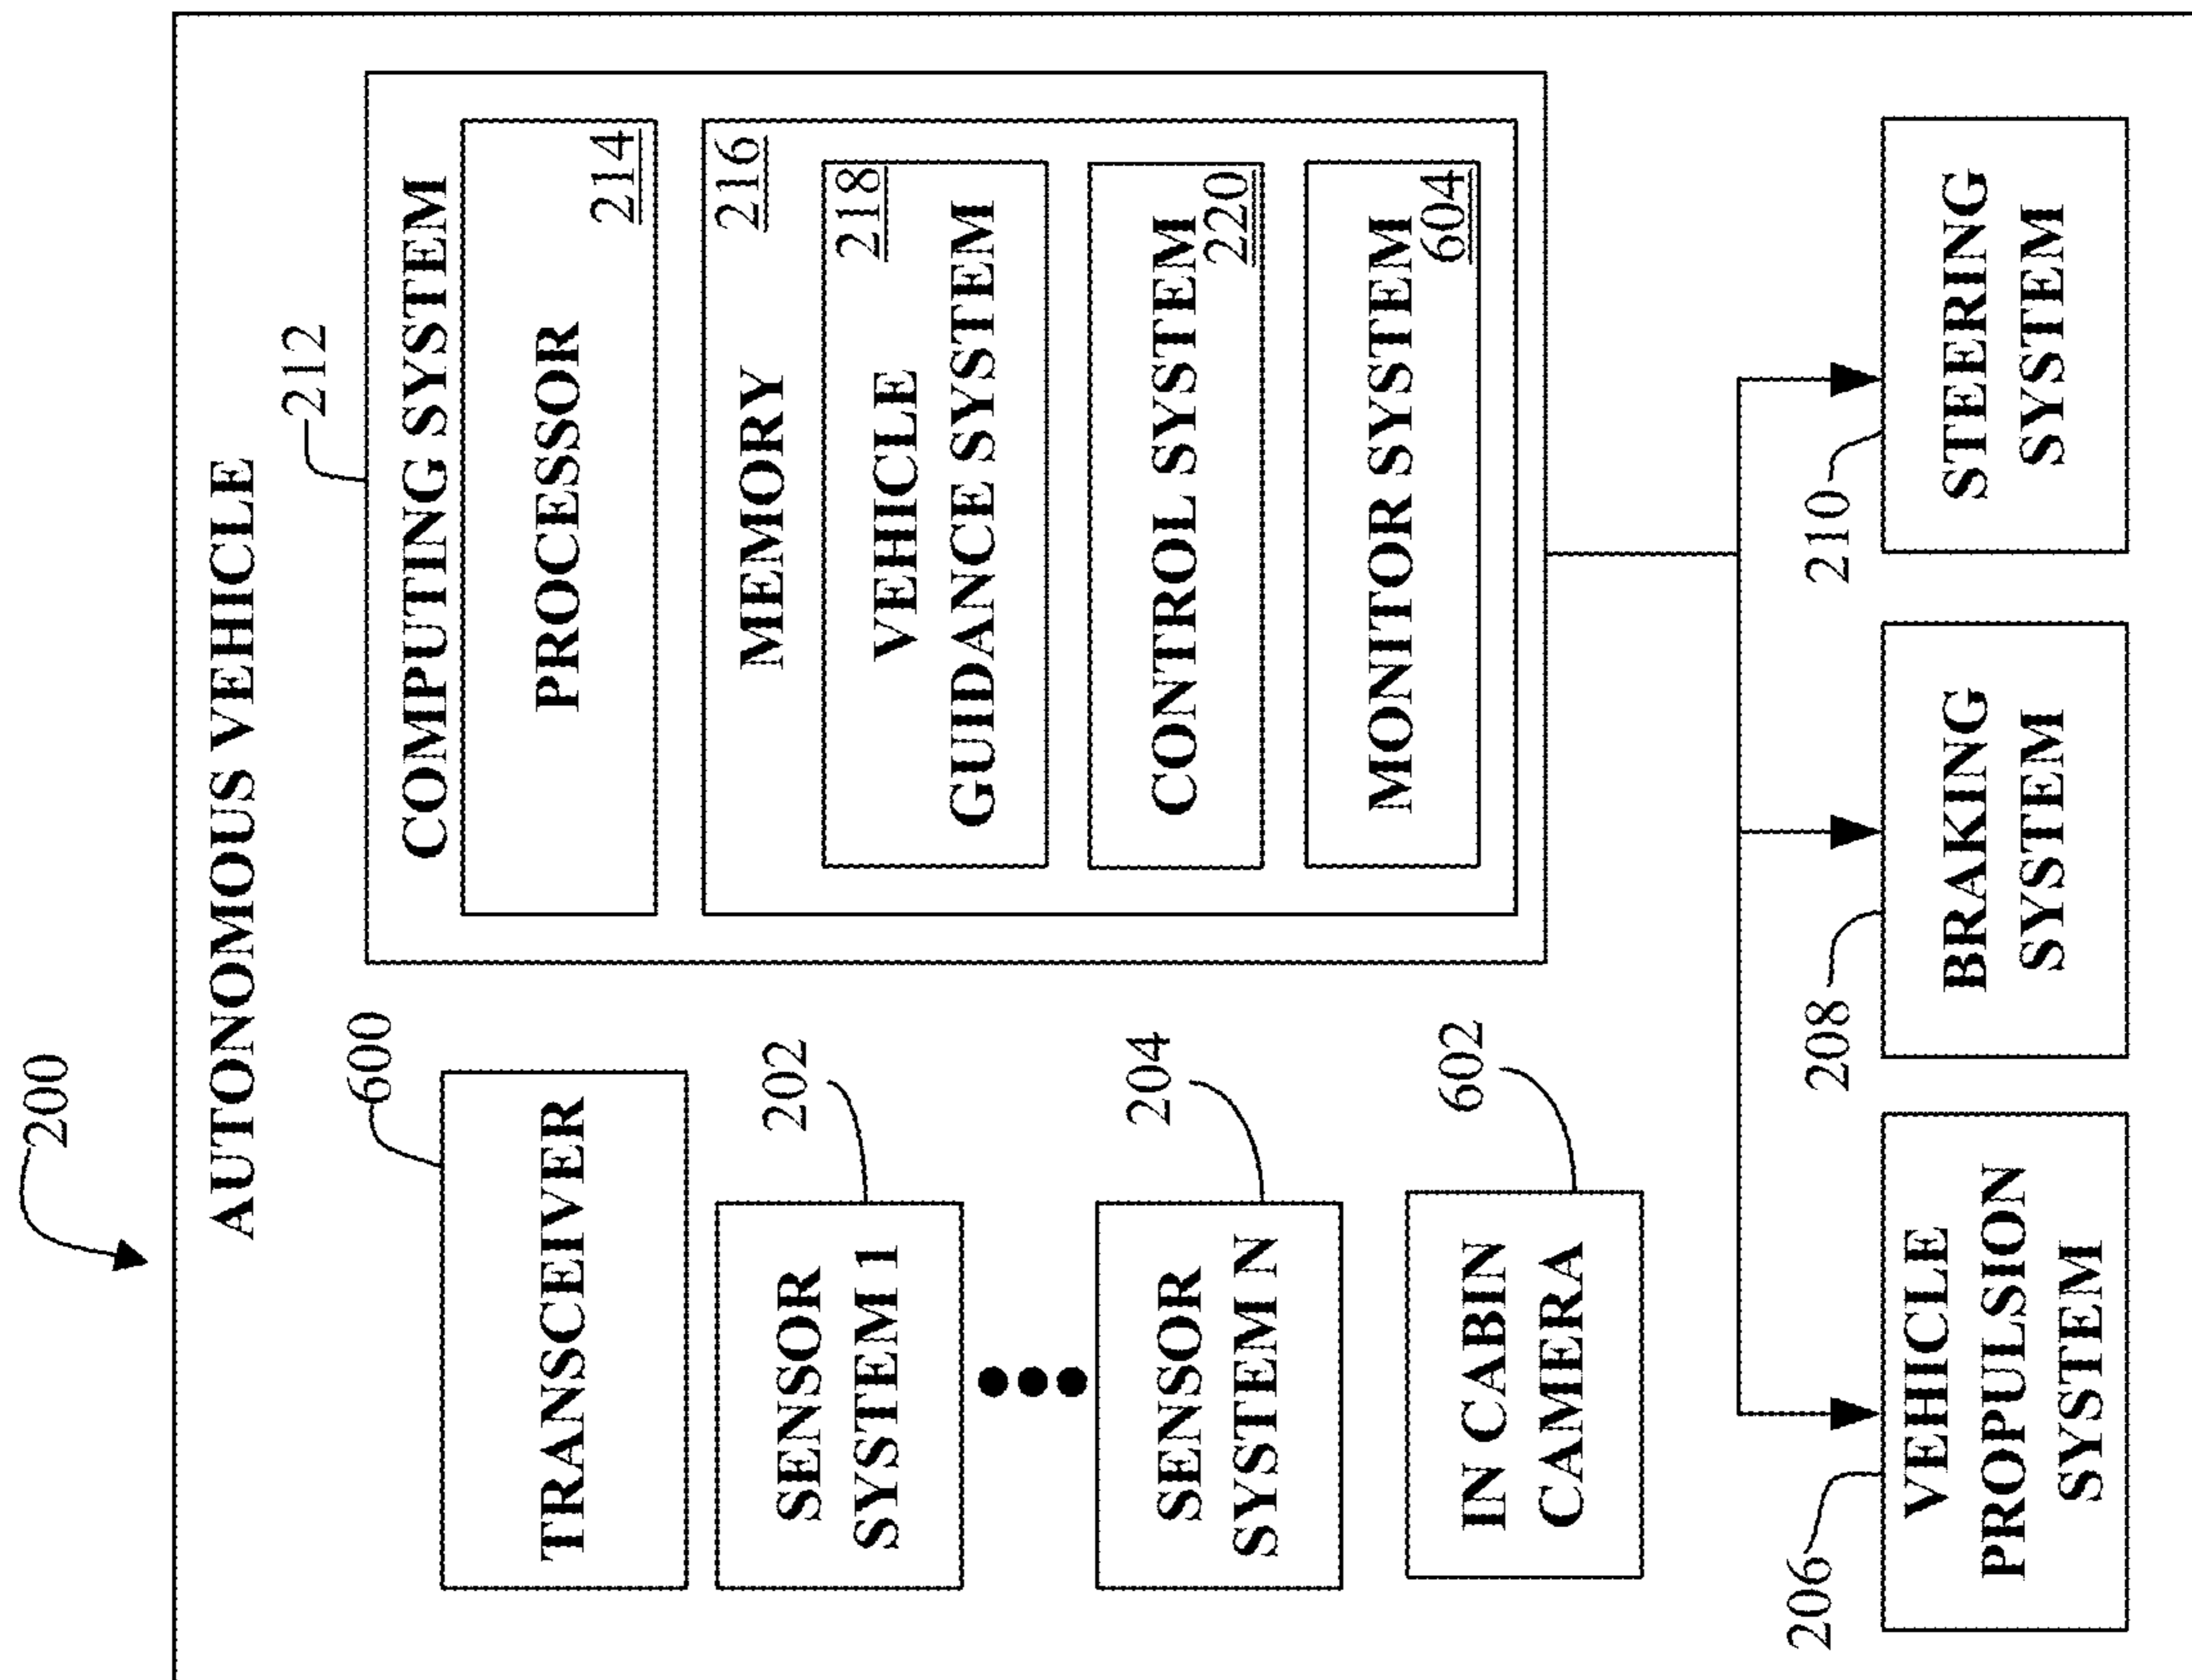 200
AUTONOMOUS VEHICLE
212
COMPUTING SYSTEM
PROCESSOR
214
MEMORY
216
VEHICLE
GUIDANCE SYSTEM
218
CONTROL SYSTEM
220
MONITOR SYSTEM
604
600
TRANSCEIVER
202
SENSOR
SYSTEM 1
204
SENSOR
SYSTEM N
602
IN CABIN
CAMERA
206
VEHICLE
PROPULSION
SYSTEM
208
BRAKING
SYSTEM
210
STEERING
SYSTEM